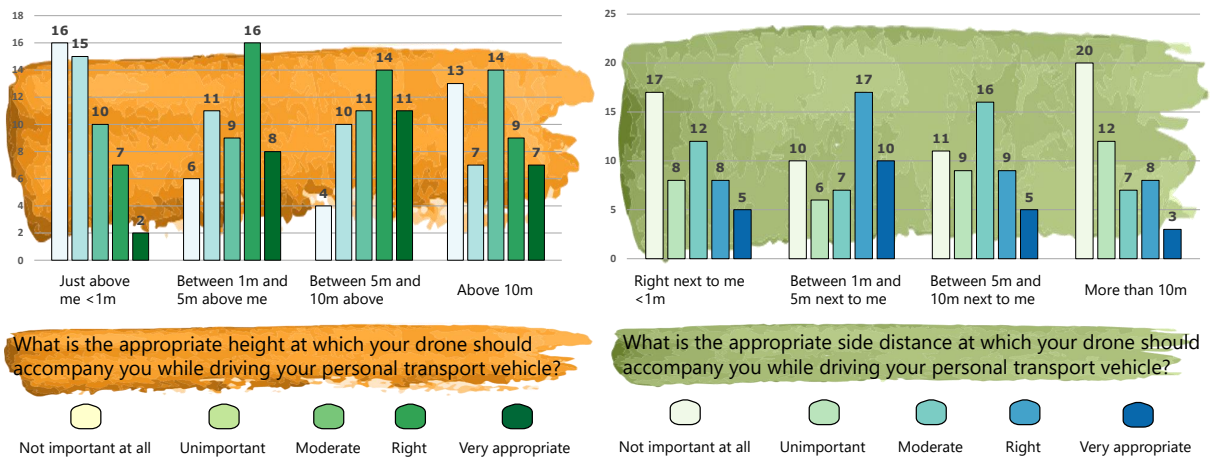 18
16
14
12
10
8
6
4
2
0
16
15
10
7
2
6
11
9
16
8
4
10
11
14
11
13
7
14
9
7
Just above
me <1m
Between 1m and
5m above me
Between 5m and
10m above
Above 10m
What is the appropriate height at which your drone should
accompany you while driving your personal transport vehicle?
Not important at all
Unimportant
Moderate
Right
Very appropriate
25
20
15
10
5
0
17
8
12
8
5
10
6
7
17
10
11
9
16
9
5
20
12
7
8
3
Right next to me
<1m
Between 1m and
5m next to me
Between 5m and
10m next to me
More than 10m
What is the appropriate side distance at which your drone should
accompany you while driving your personal transport vehicle?
Not important at all
Unimportant
Moderate
Right
Very appropriate